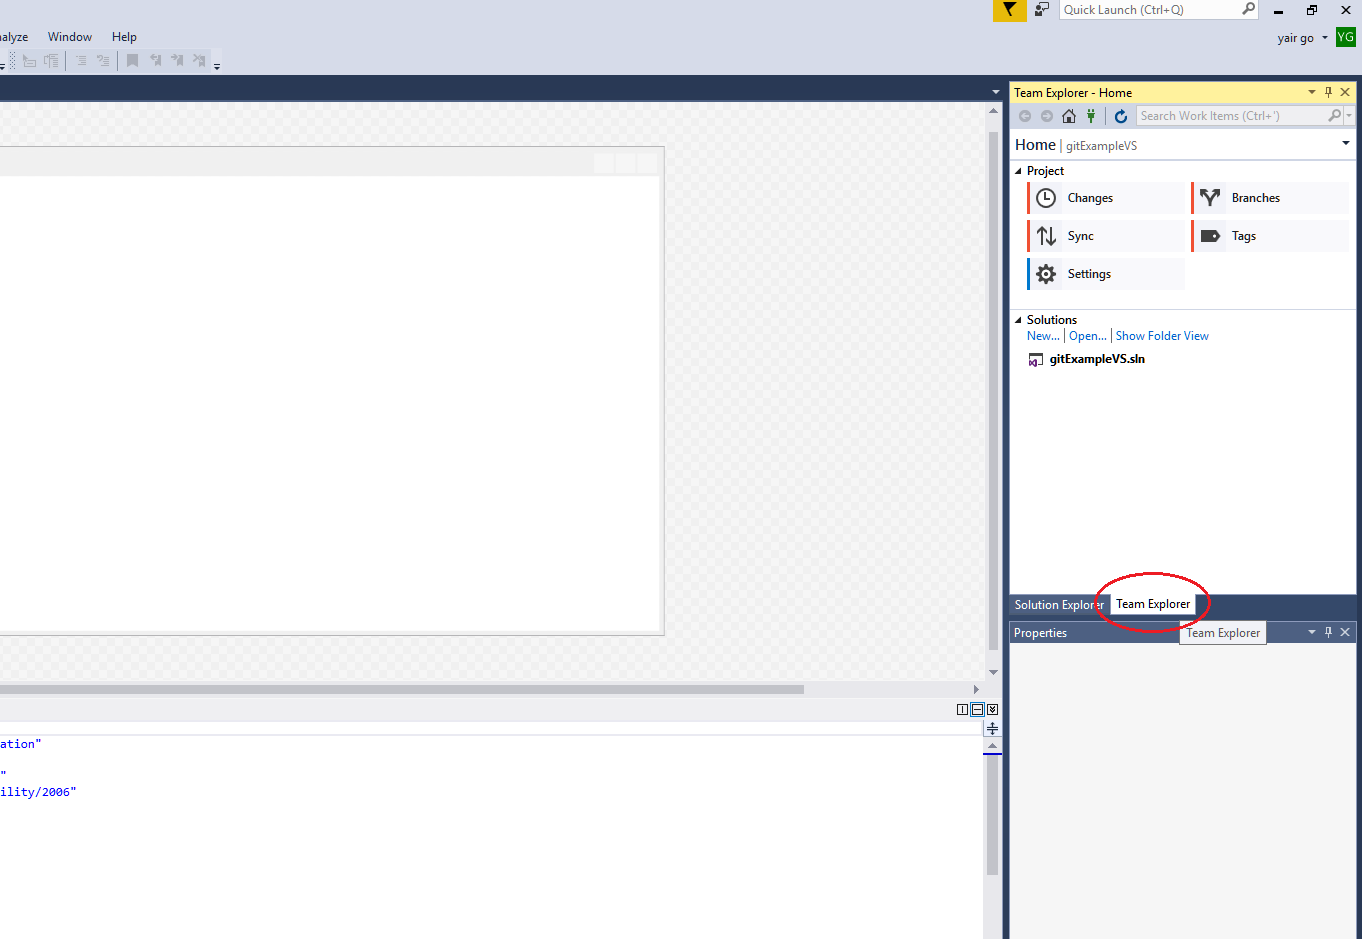 Quick Launch (Ctrl+Q)
nalyze Window Help
yair go YG
Team Explorer - Home
Search Work Items (Ctrl+')
Home | gitExampleVS
Project
Changes Branches
Sync Tags
Settings
Solutions
New... | Open... | Show Folder View
gitExampleVS.sln
Solution Explorer Team Explorer
Properties Team Explorer
ation"
"
ility/2006"